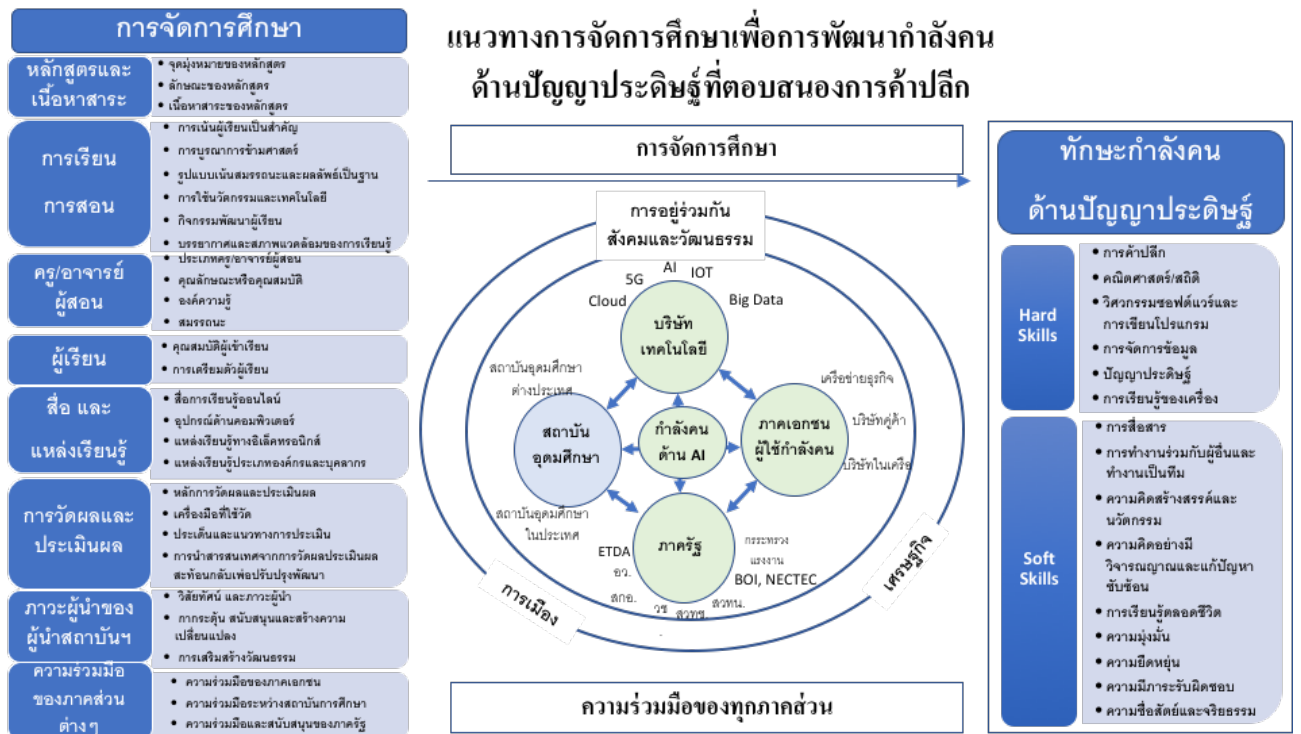 แนวทางการจัดการศึกษาเพื่อการพัฒนากำลังคน
ด้านปัญญาประดิษฐ์ที่ตอบสนองการค้าปลีก
การจัดการศึกษา
หลักสูตรและ
เนื้อหาสาระ
• จุดมุ่งหมายของหลักสูตร
• ลักษณะของหลักสูตร
• เนื้อหาสาระของหลักสูตร
การเรียน
การสอน
• การเน้นผู้เรียนเป็นสำคัญ
• การบูรณาการข้ามศาสตร์
• รูปแบบเน้นสมรรถนะและผลลัพธ์เป็นฐาน
• การใช้นวัตกรรมและเทคโนโลยี
• กิจกรรมพัฒนาผู้เรียน
• บรรยากาศและสภาพแวดล้อมของการเรียนรู้
ครู/อาจารย์
ผู้สอน
• ประเภทครู/อาจารย์ผู้สอน
• คุณลักษณะหรือคุณสมบัติ
• องค์ความรู้
• สมรรถนะ
ผู้เรียน
• คุณสมบัติผู้เข้าเรียน
• การเตรียมตัวผู้เรียน
สื่อ และ
แหล่งเรียนรู้
• สื่อการเรียนรู้ออนไลน์
• อุปกรณ์ด้านคอมพิวเตอร์
• แหล่งเรียนรู้ทางอิเล็คทรอนิกส์
• แหล่งเรียนรู้ประเภทองค์กรและบุคลากร
การวัดผลและ
ประเมินผล
• หลักการวัดผลและประเมินผล
• เครื่องมือที่ใช้วัด
• ประเด็นและแนวทางการประเมิน
• การนำสารสนเทศจากการวัดผลประเมินผล
สะท้อนกลับเพ่อปรับปรุงพัฒนา
ภาวะผู้นำของ
ผู้นำสถาบันฯ
• วิสัยทัศน์ และภาวะผู้นำ
• กากระตุ้น สนับสนุนและสร้างความ
เปลี่ยนแปลง
• การเสริมสร้างวัฒนธรรม
ความร่วมมือ
ของภาคส่วน
ต่างๆ
• ความร่วมมือของภาคเอกชน
• ความร่วมมือระหว่างสถาบันการศึกษา
• ความร่วมมือและสนับสนุนของภาครัฐ
การจัดการศึกษา
การอยู่ร่วมกัน
สังคมและวัฒนธรรม
AI
IOT
5G
Cloud
Big Data
บริษัท
เทคโนโลยี
สถาบันอุดมศึกษา
ต่างประเทศ
เครือข่ายธุรกิจ
บริษัทคู่ค้า
บริษัทในเครือ
สถาบัน
อุดมศึกษา
กำลังคน
ด้าน AI
ภาคเอกชน
ผู้ใช้กำลังคน
สถาบันอุดมศึกษา
ในประเทศ
ภาครัฐ
ETDA
อว.
สกอ.
วช
สวทช.
สวทน.
กรระทรวง
แรงงาน
BOI, NECTEC
การเมือง
เศรษฐกิจ
ความร่วมมือของทุกภาคส่วน
ทักษะกำลังคน
ด้านปัญญาประดิษฐ์
Hard
Skills
• การค้าปลีก
• คณิตศาสตร์/สถิติ
• วิศวกรรมซอฟต์แวร์และ
การเขียนโปรแกรม
• การจัดการข้อมูล
• ปัญญาประดิษฐ์
• การเรียนรู้ของเครื่อง
Soft
Skills
• การสื่อสาร
• การทำงานร่วมกับผู้อื่นและ
ทำงานเป็นทีม
• ความคิดสร้างสรรค์และ
นวัตกรรม
• ความคิดอย่างมี
วิจารณญาณและแก้ปัญหา
ซับซ้อน
• การเรียนรู้ตลอดชีวิต
• ความมุ่งมั่น
• ความยืดหยุ่น
• ความมีภาระรับผิดชอบ
• ความซื่อสัตย์และจริยธรรม